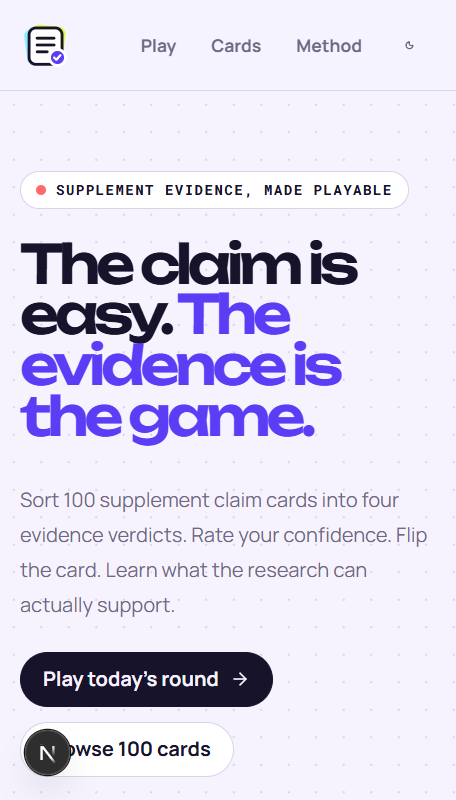 Play Cards Method
SUPPLEMENT EVIDENCE, MADE PLAYABLE
The claim is
easy. The
evidence is
the game.
Sort 100 supplement claim cards into four
evidence verdicts. Rate your confidence. Flip
the card. Learn what the research can
actually support.
Play today's round →
N
owse 100 cards